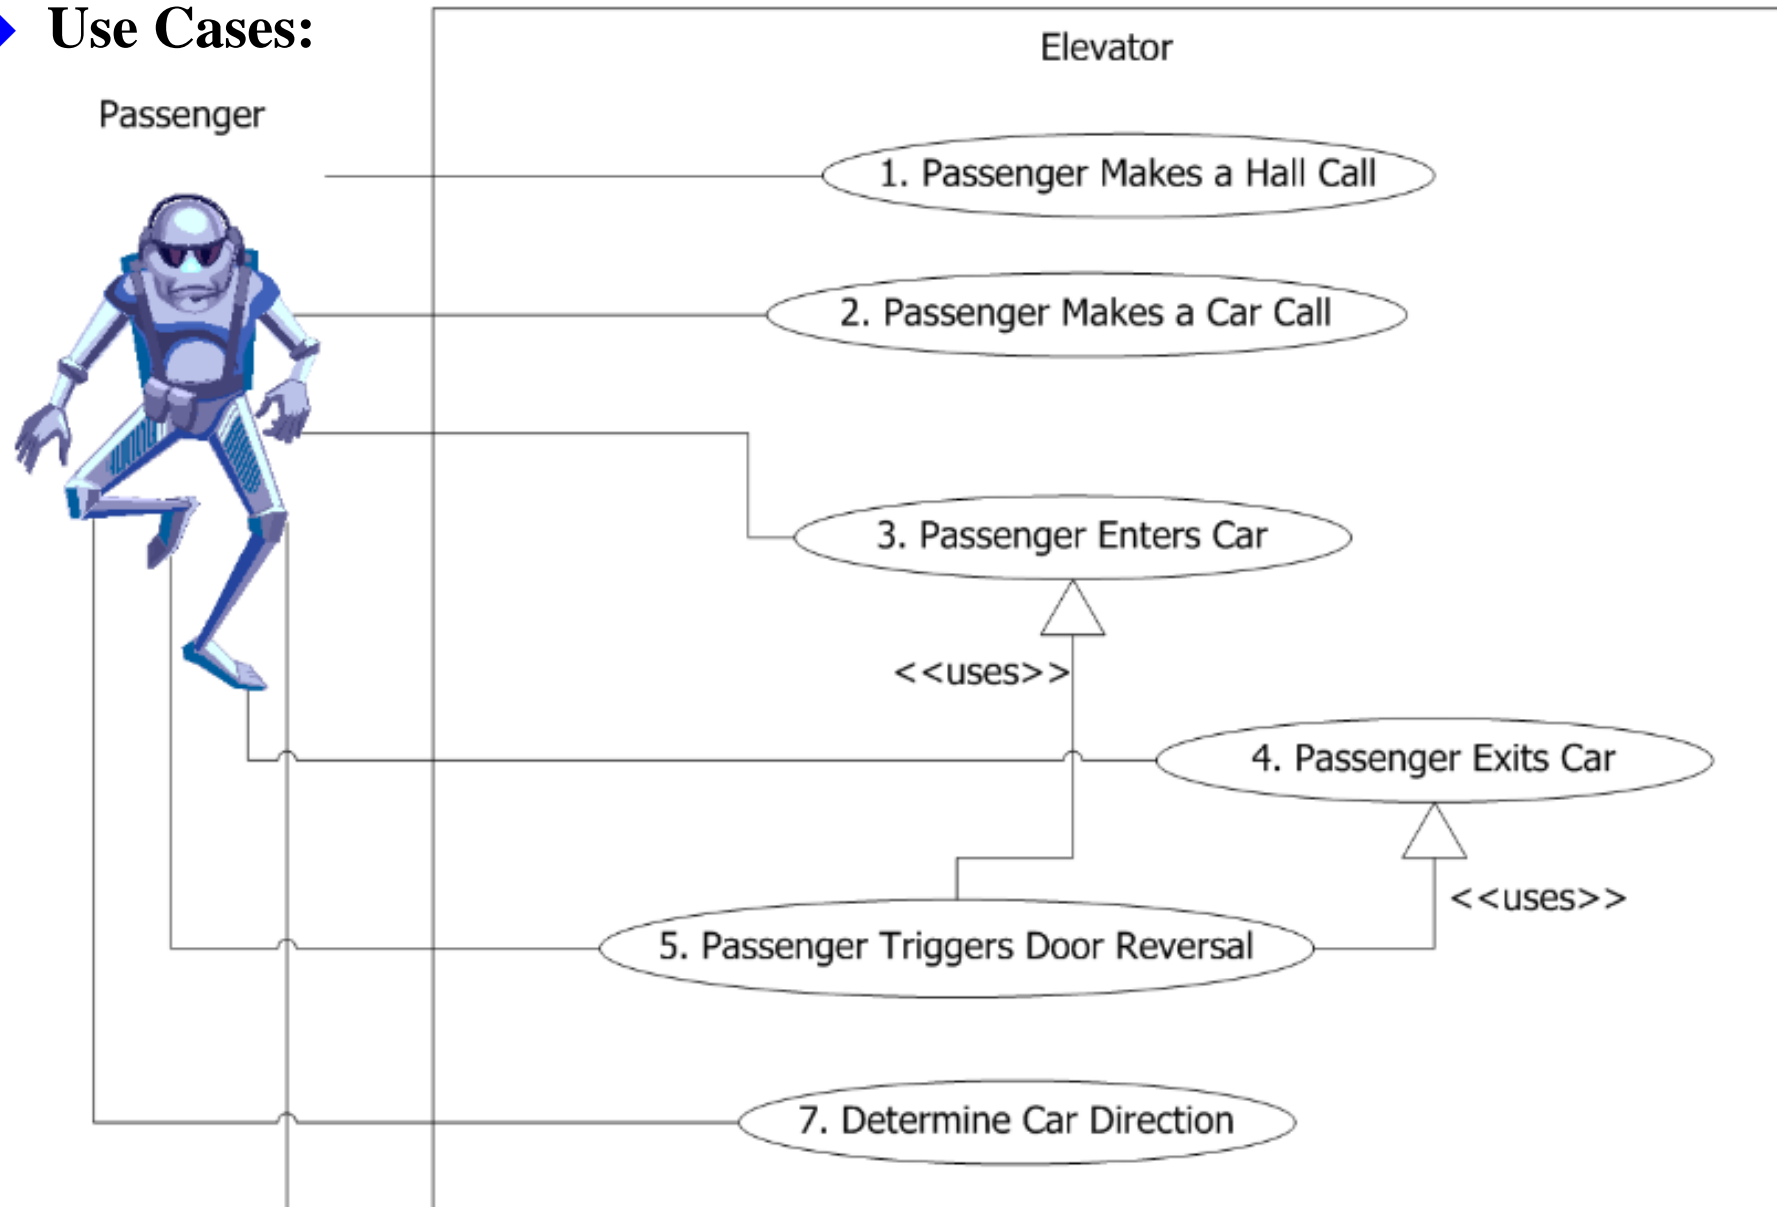 Use Cases:
Elevator
Passenger
1. Passenger Makes a Hall Call
2. Passenger Makes a Car Call
3. Passenger Enters Car
<<uses>>
4. Passenger Exits Car
<<uses>>
5. Passenger Triggers Door Reversal
7. Determine Car Direction